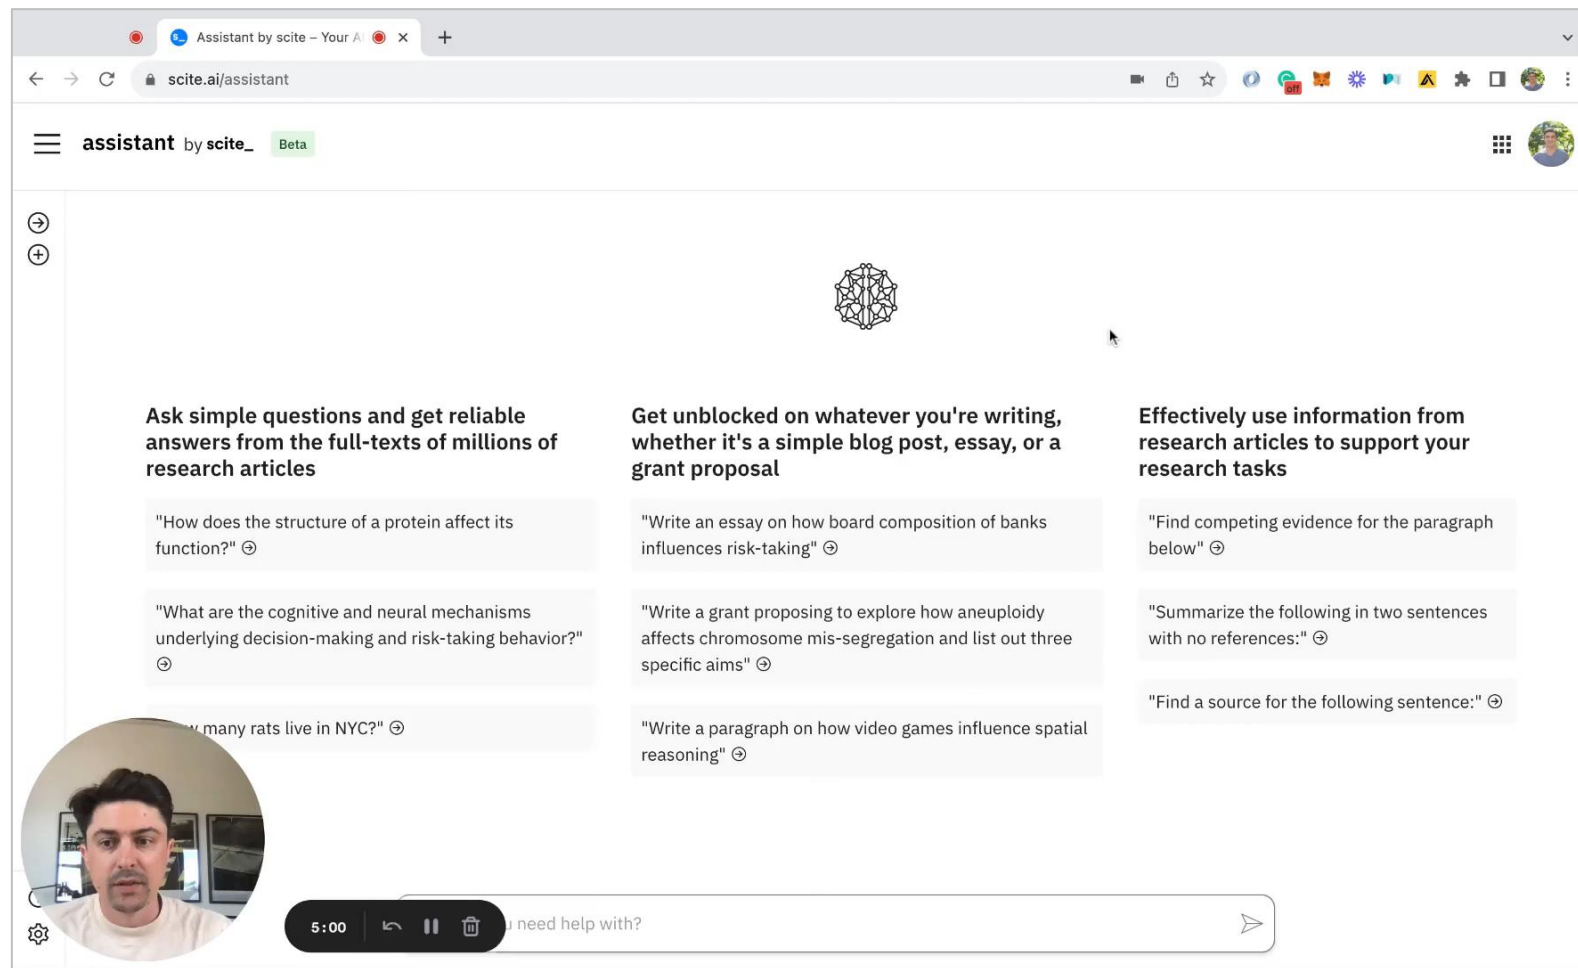 Assistant by scite – Your A
scite.ai/assistant
off
assistant by scite_ Beta
Ask simple questions and get reliable
answers from the full-texts of millions of
research articles
"How does the structure of a protein affect its
function?"
"What are the cognitive and neural mechanisms
underlying decision-making and risk-taking behavior?"
many rats live in NYC?"
Get unblocked on whatever you're writing,
whether it's a simple blog post, essay, or a
grant proposal
"Write an essay on how board composition of banks
influences risk-taking"
"Write a grant proposing to explore how aneuploidy
affects chromosome mis-segregation and list out three
specific aims"
"Write a paragraph on how video games influence spatial
reasoning"
Effectively use information from
research articles to support your
research tasks
"Find competing evidence for the paragraph
below"
"Summarize the following in two sentences
with no references:"
"Find a source for the following sentence:"
5:00
need help with?